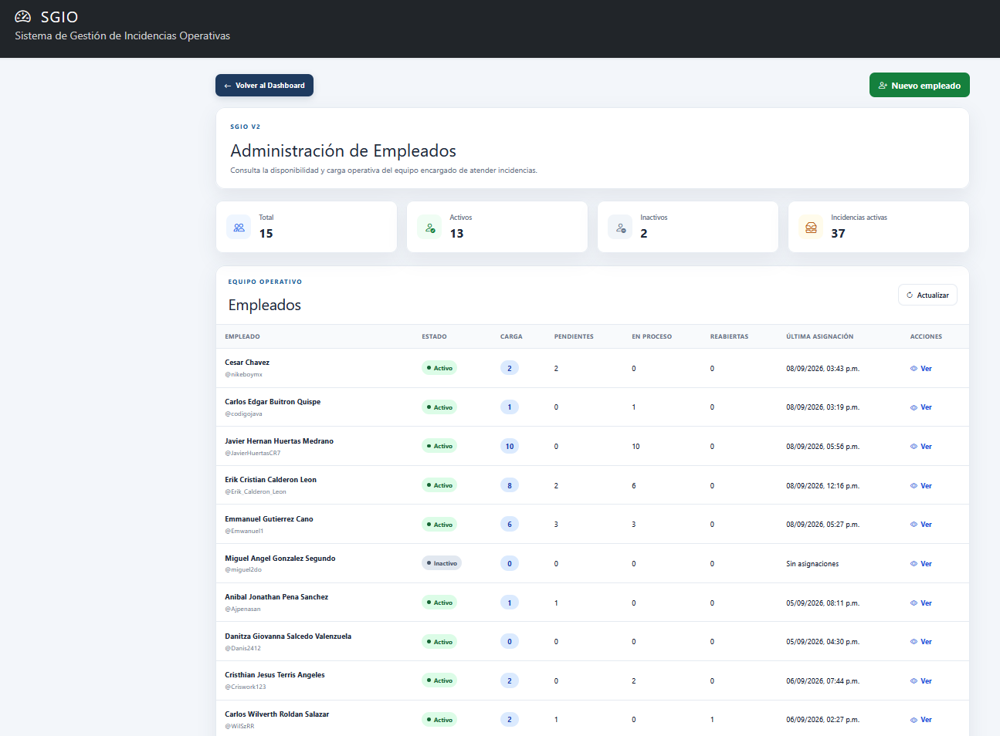 SGIO
Sistema de Gestión de Incidencias Operativas
← Volver al Dashboard
Nuevo empleado
SGIO V2
Administración de Empleados
Consulta la disponibilidad y carga operativa del equipo encargado de atender incidencias.
Total
15
Activos
13
Inactivos
2
Incidencias activas
37
EQUIPO OPERATIVO
Empleados
Actualizar
EMPLEADO ESTADO CARGA PENDIENTES EN PROCESO REABIERTAS ÚLTIMA ASIGNACIÓN ACCIONES
Cesar Chavez
@nikeboymx
Activo 2 2 0 0 08/09/2026, 03:43 p.m. Ver
Carlos Edgar Buitron Quispe
@codigojava
Activo 1 0 1 0 08/09/2026, 03:19 p.m. Ver
Javier Hernan Huertas Medrano
@JavierHuertasCR7
Activo 10 0 10 0 08/09/2026, 05:56 p.m. Ver
Erik Cristian Calderon Leon
@Erik_Calderon_Leon
Activo 8 2 6 0 08/09/2026, 12:16 p.m. Ver
Emmanuel Gutierrez Cano
@Emwanuel1
Activo 6 3 3 0 08/09/2026, 05:27 p.m. Ver
Miguel Angel Gonzalez Segundo
@miguel2do
Inactivo 0 0 0 0 Sin asignaciones Ver
Anibal Jonathan Pena Sanchez
@Ajpenasan
Activo 1 1 0 0 05/09/2026, 08:11 p.m. Ver
Danitza Giovanna Salcedo Valenzuela
@Danis2412
Activo 0 0 0 0 05/09/2026, 04:30 p.m. Ver
Cristhian Jesus Terris Angeles
@Criswork123
Activo 2 0 2 0 06/09/2026, 07:44 p.m. Ver
Carlos Wilverth Roldan Salazar
@WilSzRR
Activo 2 1 0 1 06/09/2026, 02:27 p.m. Ver